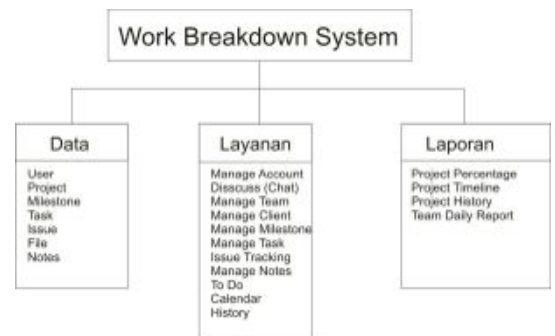 Work Breakdown System
Data
User
Project
Milestone
Task
Issue
File
Notes
Layanan
Manage Account
Disscuss (Chat)
Manage Team
Manage Client
Manage Milestone
Manage Task
Issue Tracking
Manage Notes
To Do
Calendar
History
Laporan
Project Percentage
Project Timeline
Project History
Team Daily Report